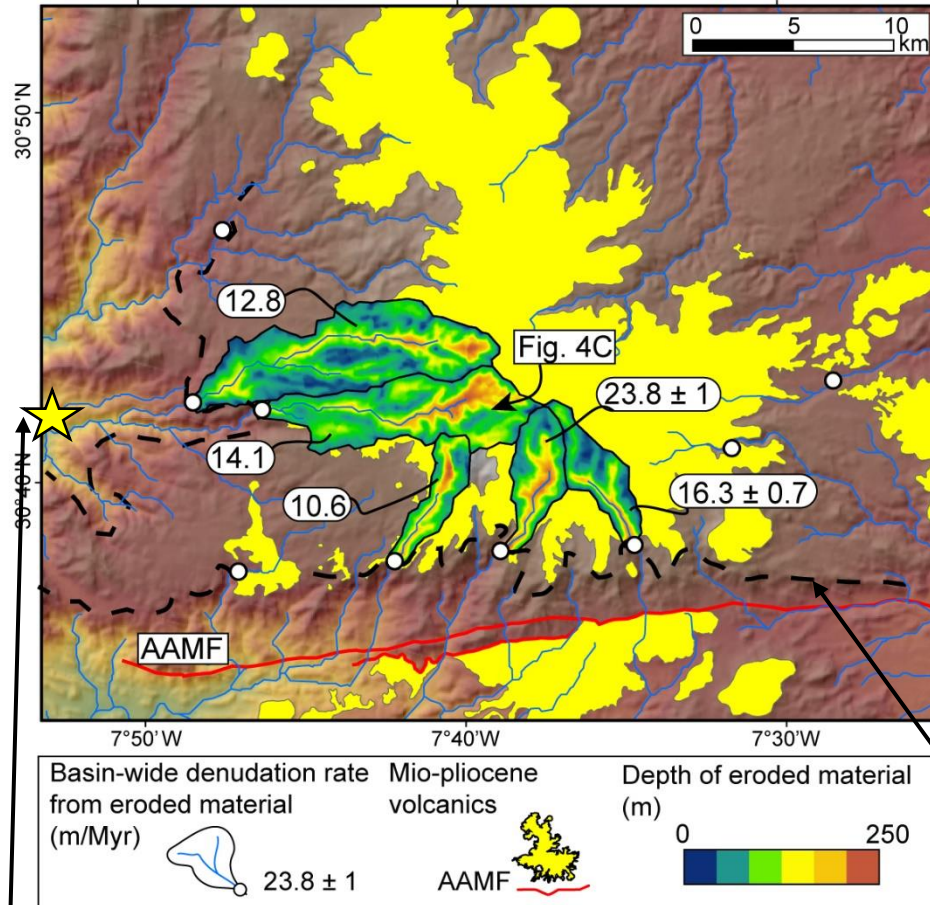 0 5 10
km
30°50'N
12.8
Fig. 4C
23.8 ± 1
14.1
30°40'N
10.6
16.3 ± 0.7
AAMF
7°50'W 7°40'W 7°30'W
Basin-wide denudation rate
from eroded material
(m/Myr)
23.8 ± 1
Mio-pliocene
volcanics
AAMF
Depth of eroded material
(m)
0 250